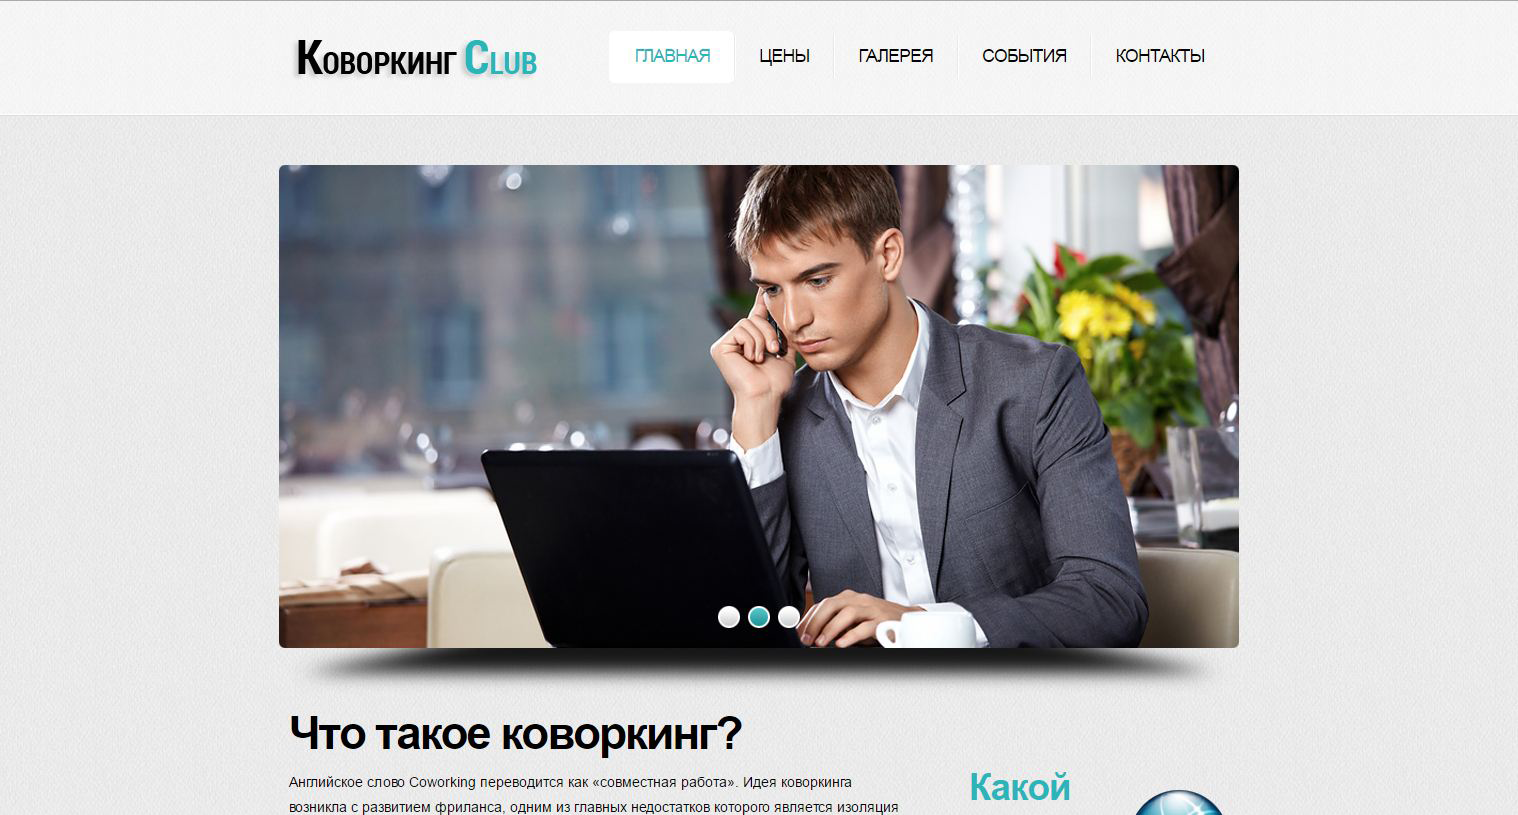 Коворкинг Club
ГЛАВНАЯ
ЦЕНЫ
ГАЛЕРЕЯ
СОБЫТИЯ
КОНТАКТЫ
Что такое коворкинг?
Английское слово Coworking переводится как «совместная работа». Идея коворкинга
возникла с развитием фриланса, одним из главных недостатков которого является изоляция
Какой